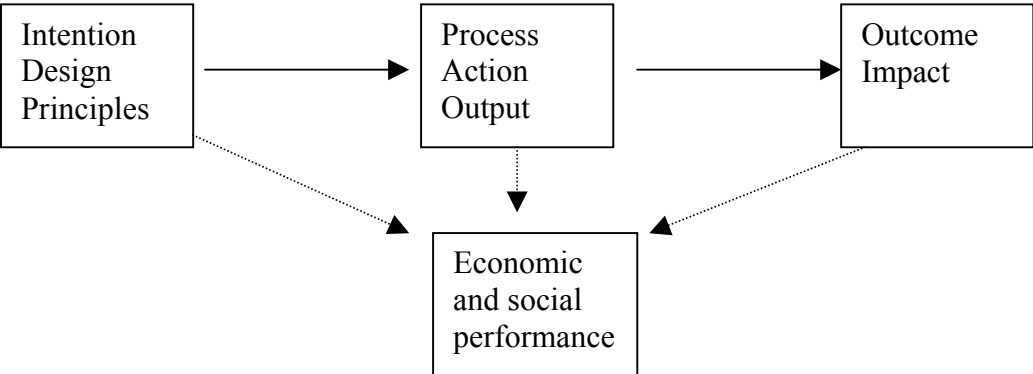 Intention
Design
Principles
Process
Action
Output
Outcome
Impact
Economic
and social
performance